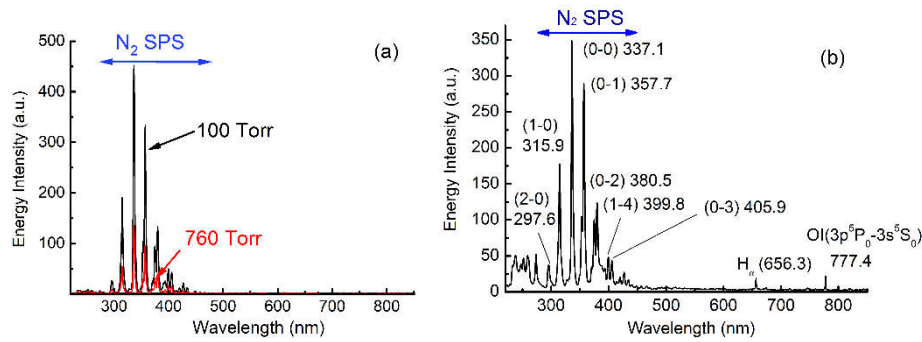 N₂ SPS
(a)
500
400
300
200
100
0
Energy Intensity (a.u.)
100 Torr
760 Torr
300 400 500 600 700 800
Wavelength (nm)
N₂ SPS
(b)
350
300
250
200
150
100
50
0
Energy Intensity (a.u.)
(0-0) 337.1
(0-1) 357.7
(1-0)
315.9
(0-2) 380.5
(2-0)
297.6
(1-4) 399.8
(0-3) 405.9
OI(3p⁵P₀-3s⁵S₀)
777.4
Hα (656.3)
300 400 500 600 700 800
Wavelength (nm)